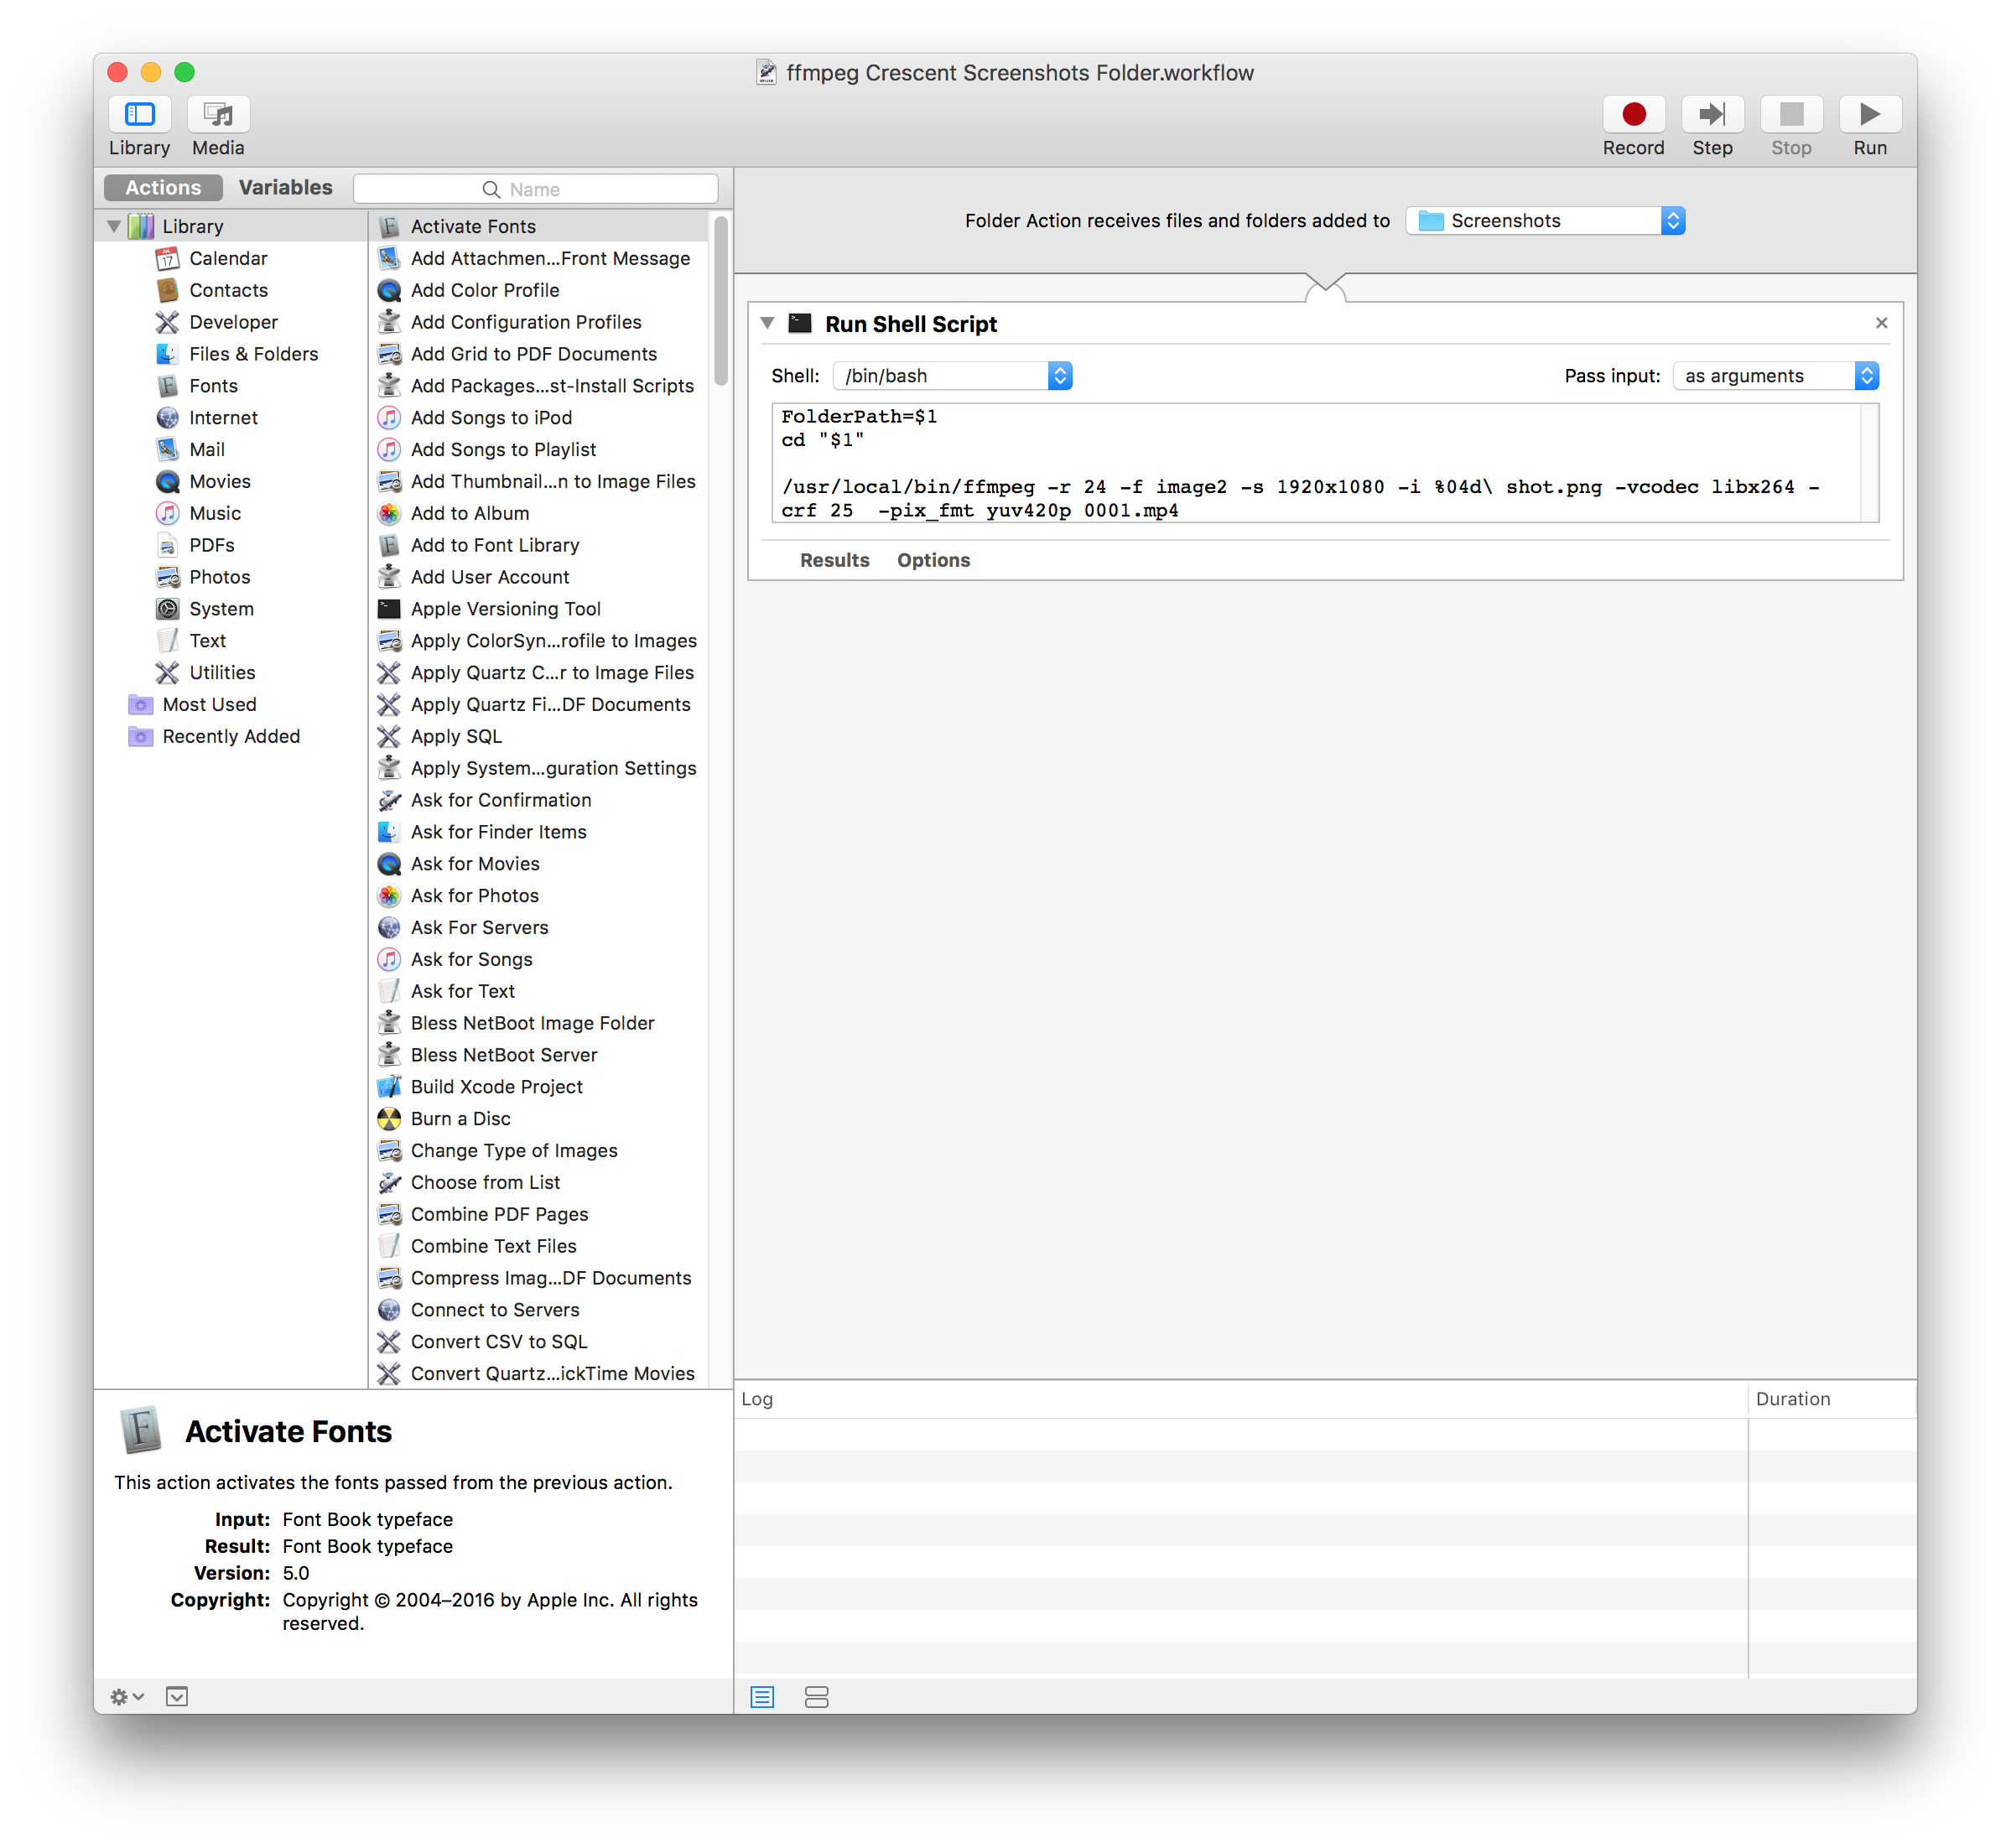 ffmpeg Crescent Screenshots Folder.workflow
Library
Media
Record
Step
Stop
Run
Actions
Variables
Name
Library
Calendar
Contacts
Developer
Files & Folders
Fonts
Internet
Mail
Movies
Music
PDFs
Photos
System
Text
Utilities
Most Used
Recently Added
Activate Fonts
Add Attachmen...Front Message
Add Color Profile
Add Configuration Profiles
Add Grid to PDF Documents
Add Packages...st-Install Scripts
Add Songs to iPod
Add Songs to Playlist
Add Thumbnail...n to Image Files
Add to Album
Add to Font Library
Add User Account
Apple Versioning Tool
Apply ColorSyn...rofile to Images
Apply Quartz C...r to Image Files
Apply Quartz Fi...DF Documents
Apply SQL
Apply System...guration Settings
Ask for Confirmation
Ask for Finder Items
Ask for Movies
Ask for Photos
Ask For Servers
Ask for Songs
Ask for Text
Bless NetBoot Image Folder
Bless NetBoot Server
Build Xcode Project
Burn a Disc
Change Type of Images
Choose from List
Combine PDF Pages
Combine Text Files
Compress Imag...DF Documents
Connect to Servers
Convert CSV to SQL
Convert Quartz...ickTime Movies
Activate Fonts
This action activates the fonts passed from the previous action.
Input: Font Book typeface
Result: Font Book typeface
Version: 5.0
Copyright: Copyright © 2004–2016 by Apple Inc. All rights
reserved.
Folder Action receives files and folders added to Screenshots
Run Shell Script
Shell: /bin/bash
Pass input: as arguments
FolderPath=$1
cd "$1"
/usr/local/bin/ffmpeg -r 24 -f image2 -s 1920x1080 -i %04d\ shot.png -vcodec libx264 -
crf 25  -pix_fmt yuv420p 0001.mp4
Results
Options
Log
Duration